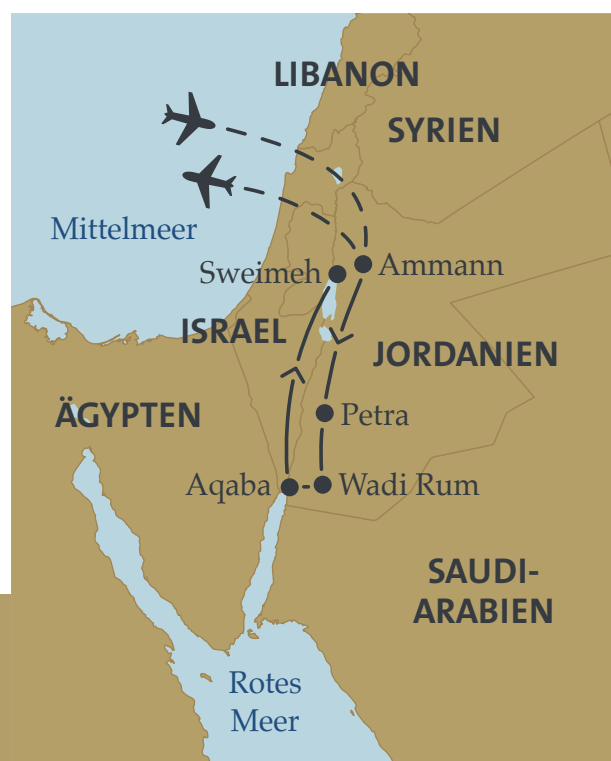 LIBANON
SYRIEN
Mittelmeer
Sweimeh
Ammann
ISRAEL
JORDANIEN
ÄGYPTEN
Petra
Aqaba
Wadi Rum
SAUDI-
ARABIEN
Rotes
Meer